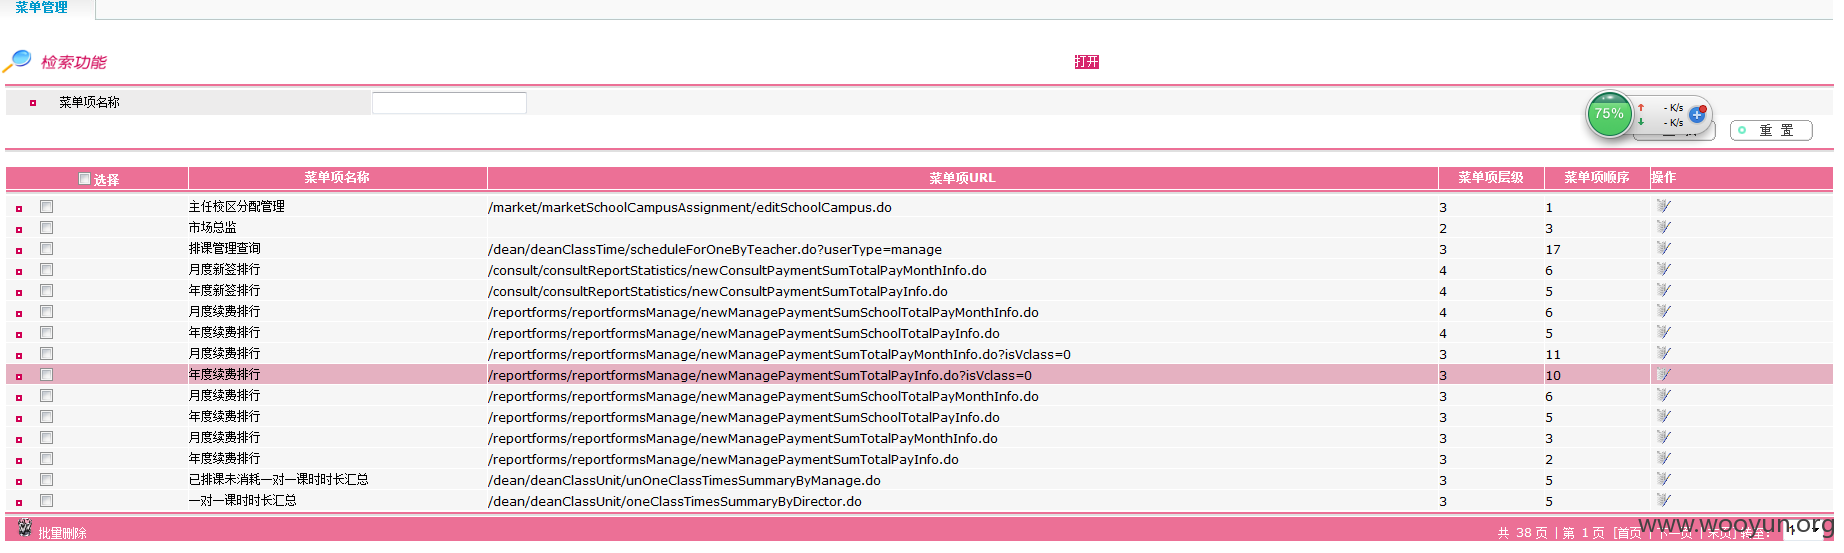 菜单管理
检索功能 打开
菜单项名称
75% - K/s
- K/s
重 置
选择 菜单项名称 菜单项URL 菜单项层级 菜单项顺序 操作
主任校区分配管理 /market/marketSchoolCampusAssignment/editSchoolCampus.do 3 1
市场总监 2 3
排课管理查询 /dean/deanClassTime/scheduleForOneByTeacher.do?userType=manage 3 17
月度新签排行 /consult/consultReportStatistics/newConsultPaymentSumTotalPayMonthInfo.do 4 6
年度新签排行 /consult/consultReportStatistics/newConsultPaymentSumTotalPayInfo.do 4 5
月度续费排行 /reportforms/reportformsManage/newManagePaymentSumSchoolTotalPayMonthInfo.do 4 6
年度续费排行 /reportforms/reportformsManage/newManagePaymentSumSchoolTotalPayInfo.do 4 5
月度续费排行 /reportforms/reportformsManage/newManagePaymentSumTotalPayMonthInfo.do?isVclass=0 3 11
年度续费排行 /reportforms/reportformsManage/newManagePaymentSumTotalPayInfo.do?isVclass=0 3 10
月度续费排行 /reportforms/reportformsManage/newManagePaymentSumSchoolTotalPayMonthInfo.do 3 6
年度续费排行 /reportforms/reportformsManage/newManagePaymentSumSchoolTotalPayInfo.do 3 5
月度续费排行 /reportforms/reportformsManage/newManagePaymentSumTotalPayMonthInfo.do 3 3
年度续费排行 /reportforms/reportformsManage/newManagePaymentSumTotalPayInfo.do 3 2
已排课未消耗一对一课时时长汇总 /dean/deanClassUnit/unOneClassTimesSummaryByManage.do 3 5
一对一课时时长汇总 /dean/deanClassUnit/oneClassTimesSummaryByDirector.do 3 5
批量删除 共 38 页 | 第 1 页 [首页 | 下一页 | 末页] 转至: 1
www.wooyun.org